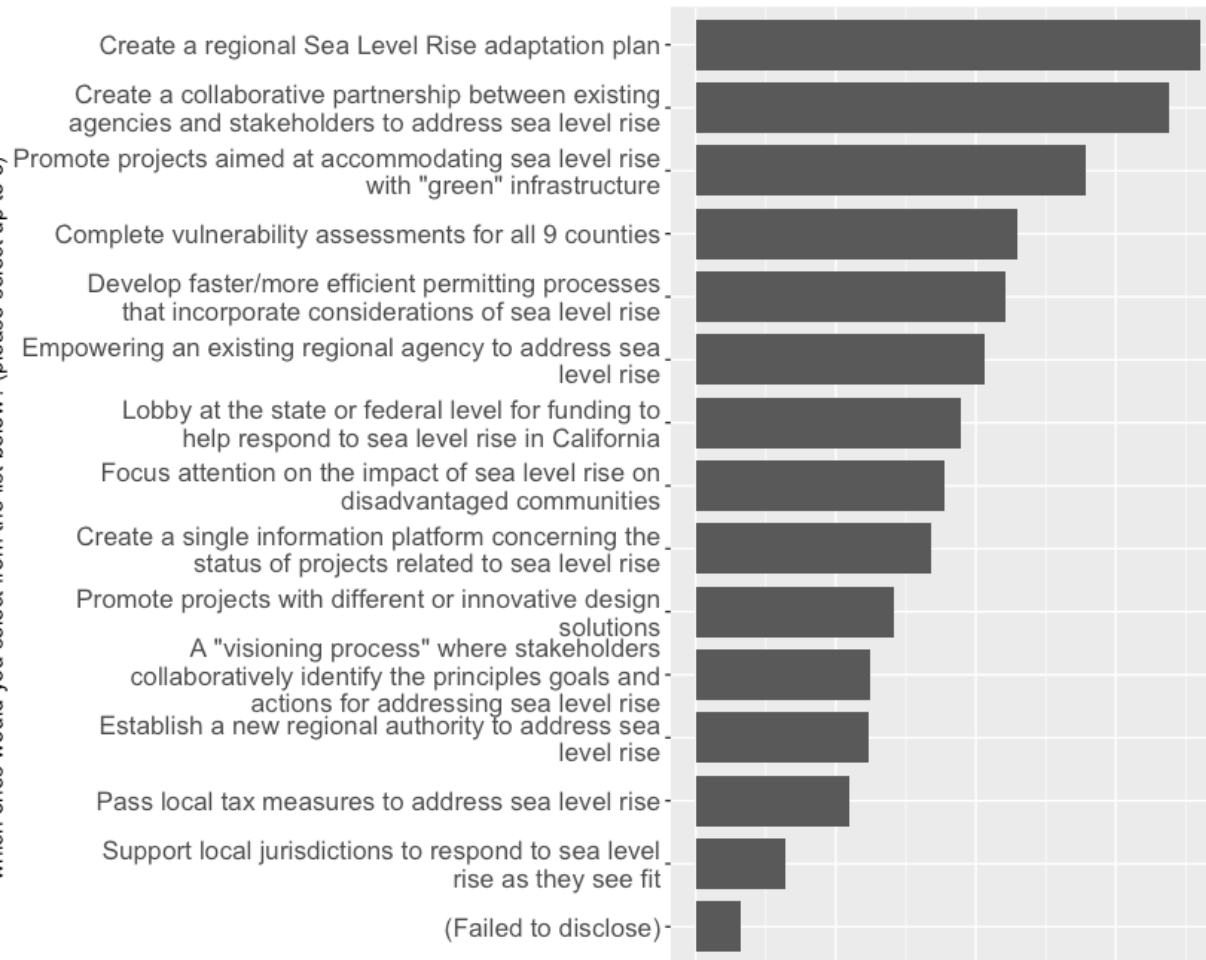 Create a regional Sea Level Rise adaptation plan
Create a collaborative partnership between existing
agencies and stakeholders to address sea level rise
Promote projects aimed at accommodating sea level rise
with "green" infrastructure
Complete vulnerability assessments for all 9 counties
Develop faster/more efficient permitting processes
that incorporate considerations of sea level rise
Empowering an existing regional agency to address sea
level rise
Lobby at the state or federal level for funding to
help respond to sea level rise in California
Focus attention on the impact of sea level rise on
disadvantaged communities
Create a single information platform concerning the
status of projects related to sea level rise
Promote projects with different or innovative design
solutions
A "visioning process" where stakeholders
collaboratively identify the principles goals and
actions for addressing sea level rise
Establish a new regional authority to address sea
level rise
Pass local tax measures to address sea level rise
Support local jurisdictions to respond to sea level
rise as they see fit
(Failed to disclose)